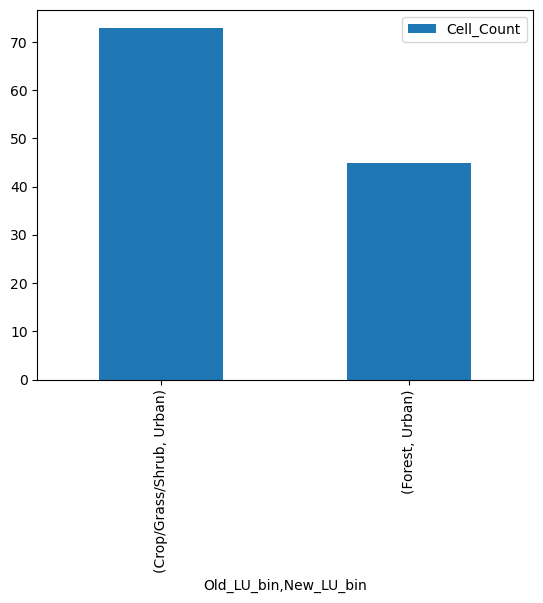 Cell_Count
70
60
50
40
30
20
10
0
(Crop/Grass/Shrub, Urban)
(Forest, Urban)
Old_LU_bin,New_LU_bin